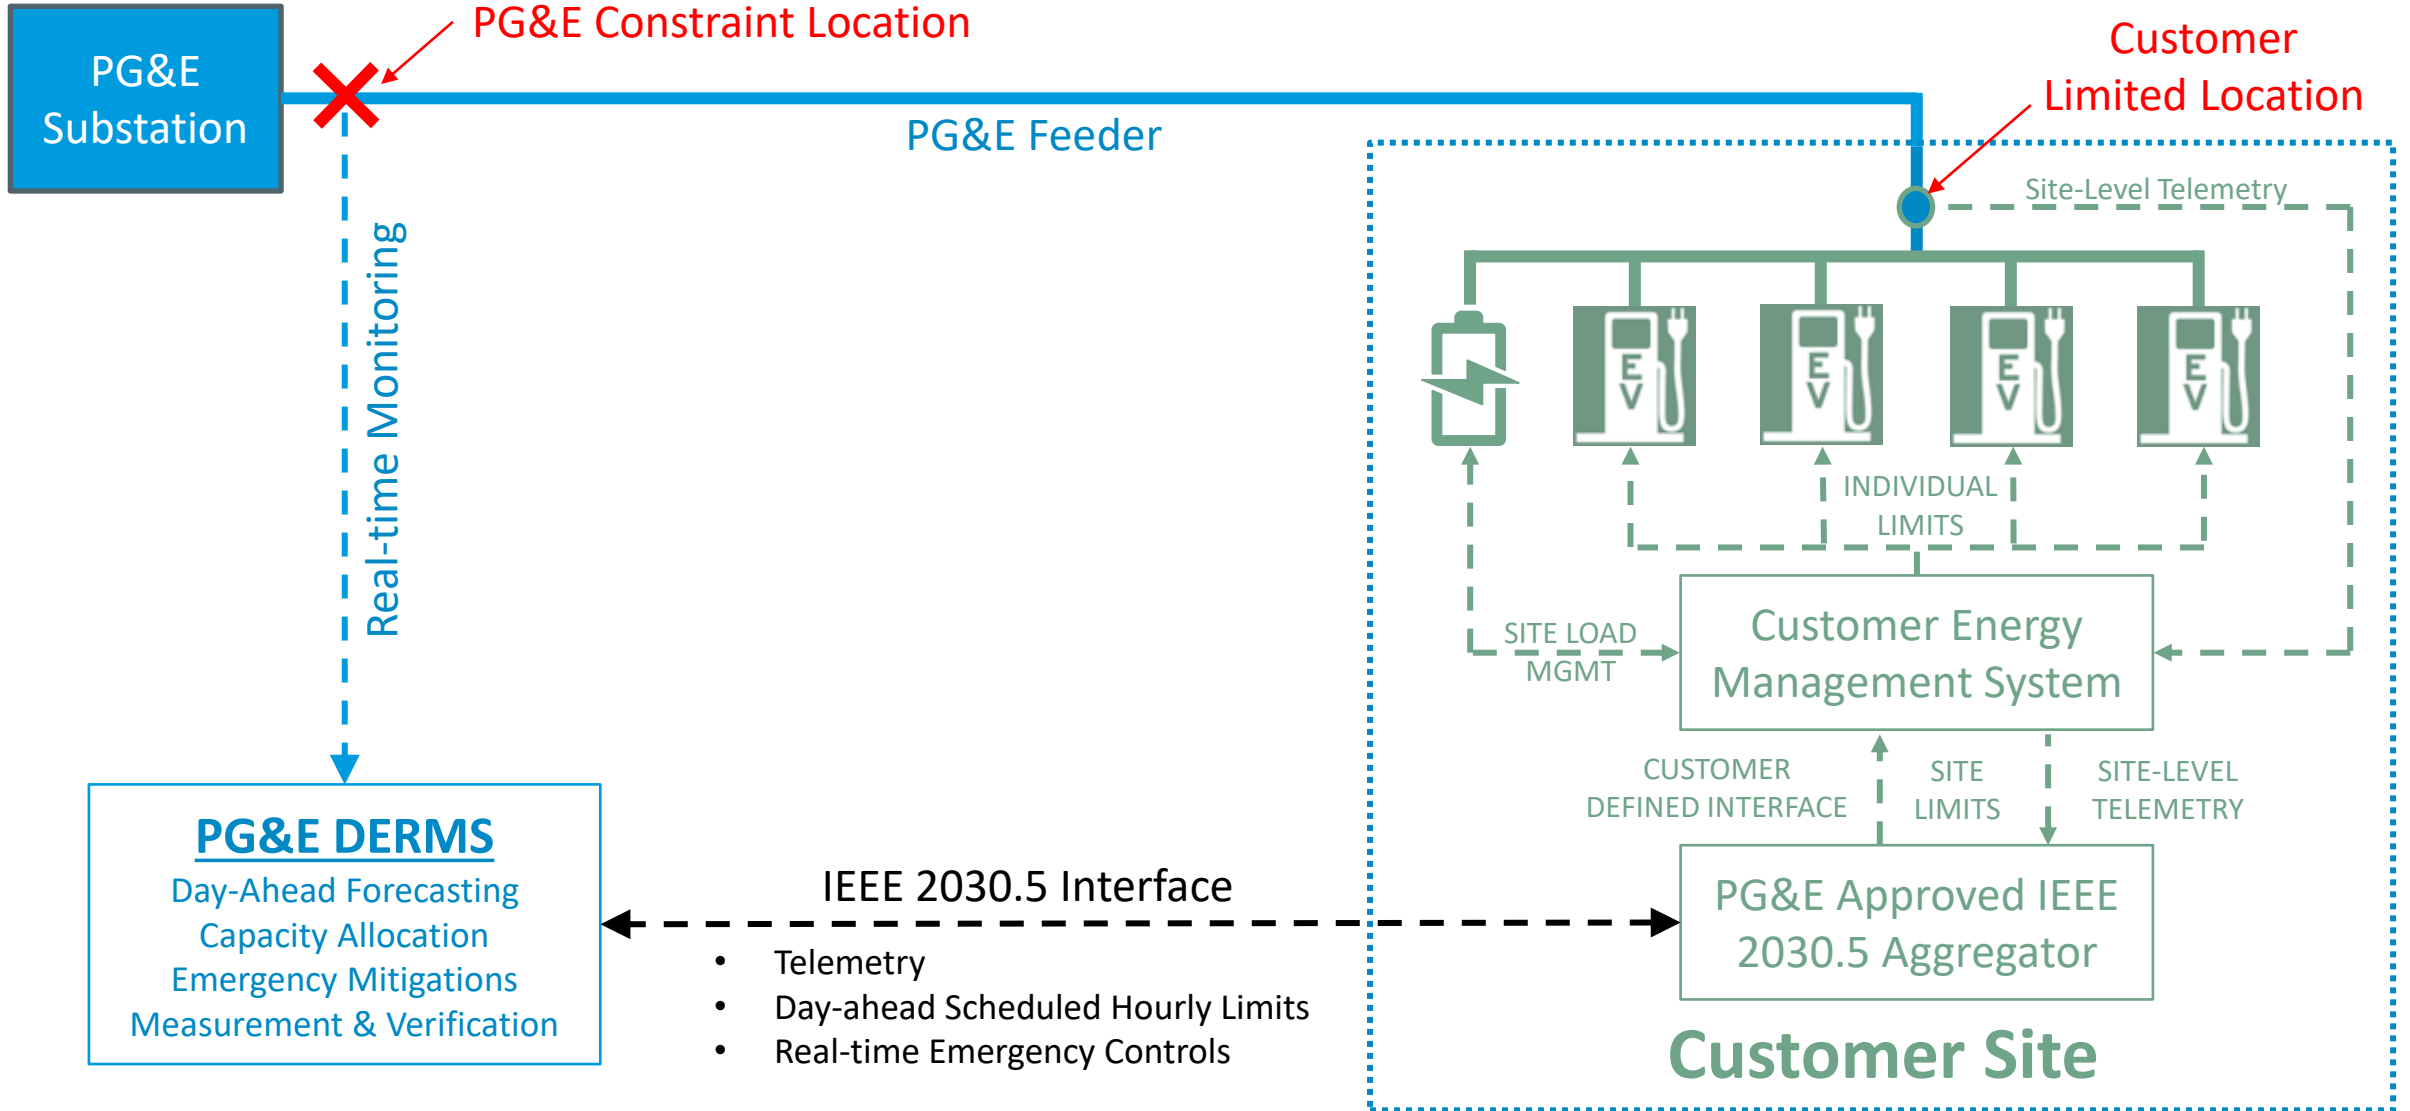 PG&E Constraint Location
PG&E
Substation
Customer
Limited Location
PG&E Feeder
Site-Level Telemetry
Real-time Monitoring
E
V
E
V
E
V
E
V
INDIVIDUAL
LIMITS
SITE LOAD
MGMT
Customer Energy
Management System
CUSTOMER
DEFINED INTERFACE
SITE
LIMITS
SITE-LEVEL
TELEMETRY
PG&E DERMS
Day-Ahead Forecasting
Capacity Allocation
Emergency Mitigations
Measurement & Verification
IEEE 2030.5 Interface
• Telemetry
• Day-ahead Scheduled Hourly Limits
• Real-time Emergency Controls
PG&E Approved IEEE
2030.5 Aggregator
Customer Site